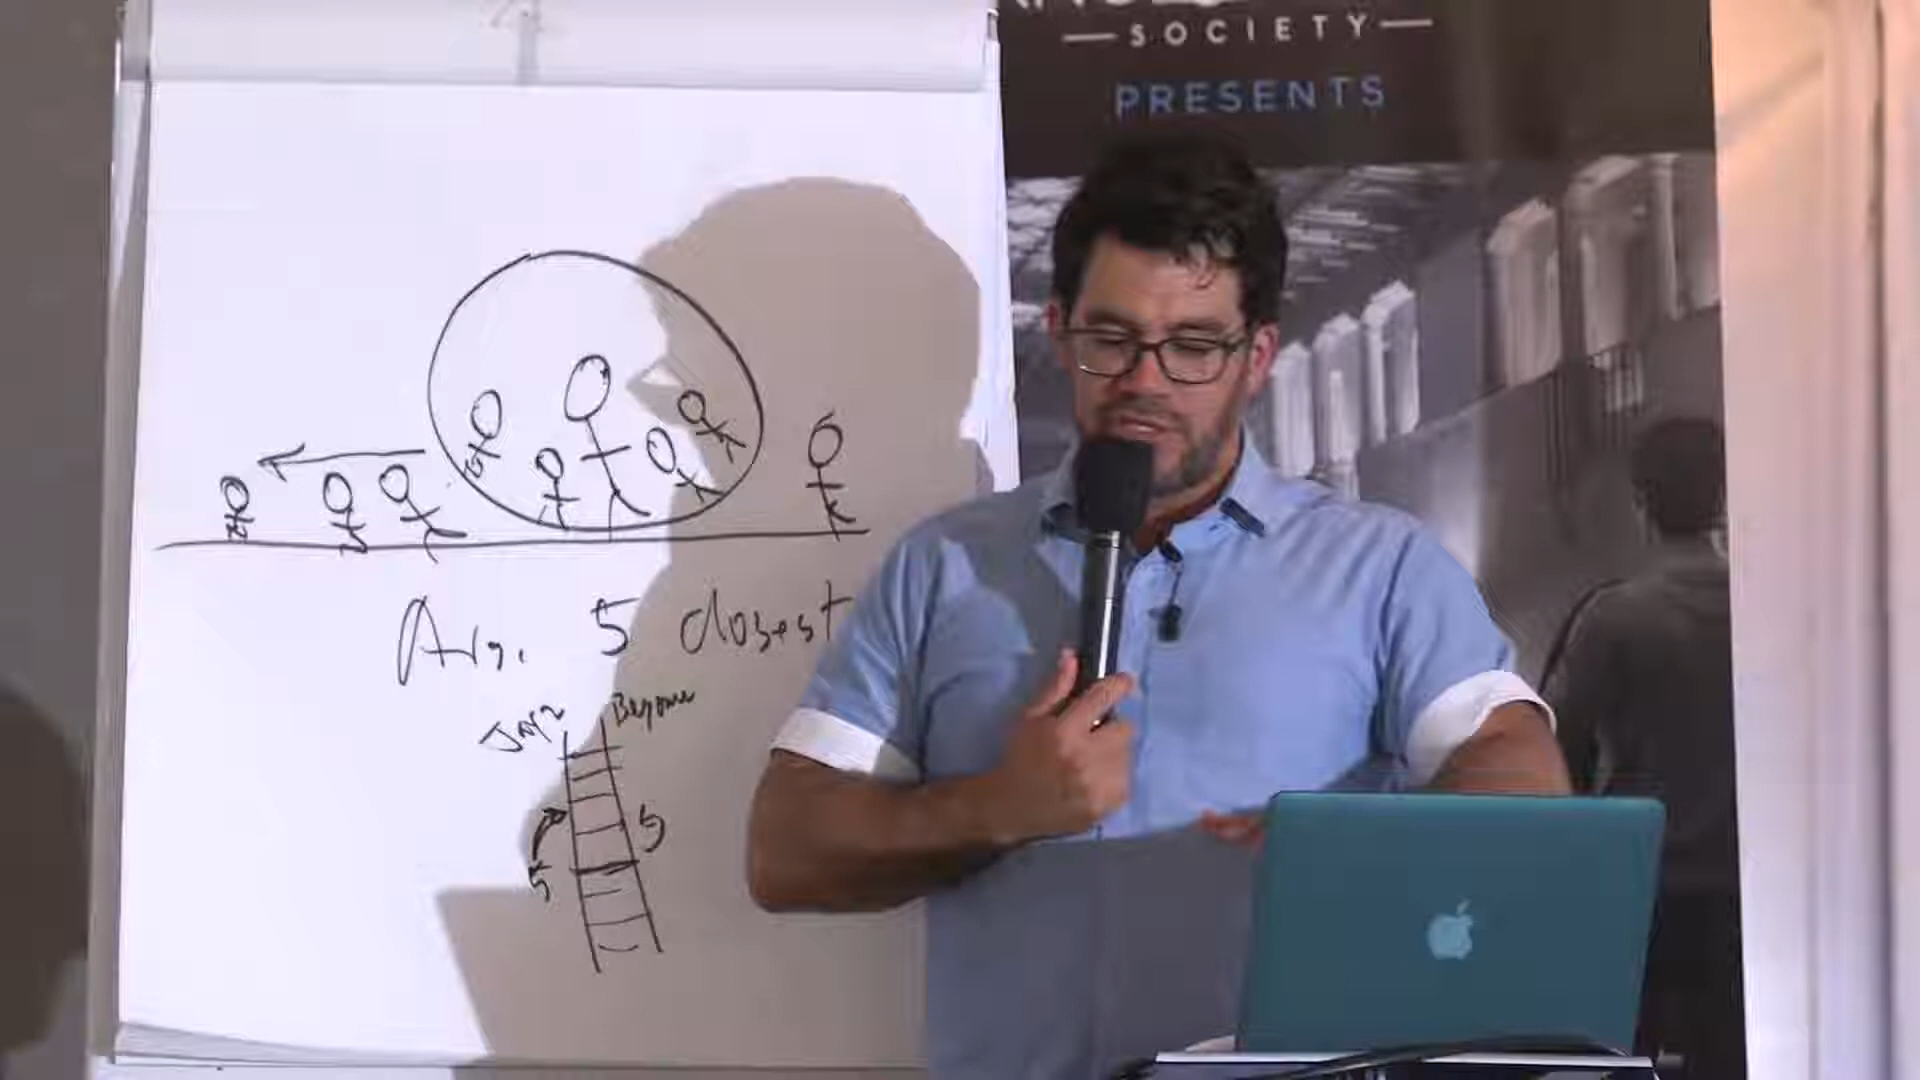 SOCIETY
PRESENTS
Avg. 5 closest
Jay Z Beyonce
5
5